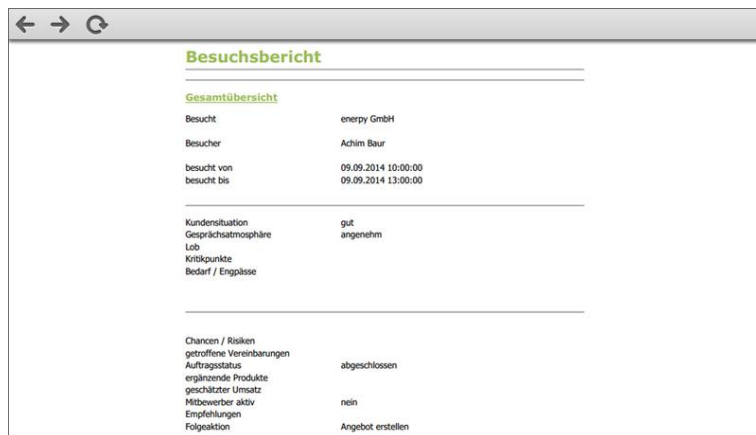 Besuchsbericht
Gesamtübersicht
Besucht enerpy GmbH
Besucher Achim Baur
besucht von 09.09.2014 10:00:00
besucht bis 09.09.2014 13:00:00
Kundensituation gut
Gesprächsatmosphäre angenehm
Lob
Kritikpunkte
Bedarf / Engpässe
Chancen / Risiken
getroffene Vereinbarungen
Auftragsstatus abgeschlossen
ergänzende Produkte
geschätzter Umsatz
Mitbewerber aktiv nein
Empfehlungen
Folgeaktion Angebot erstellen